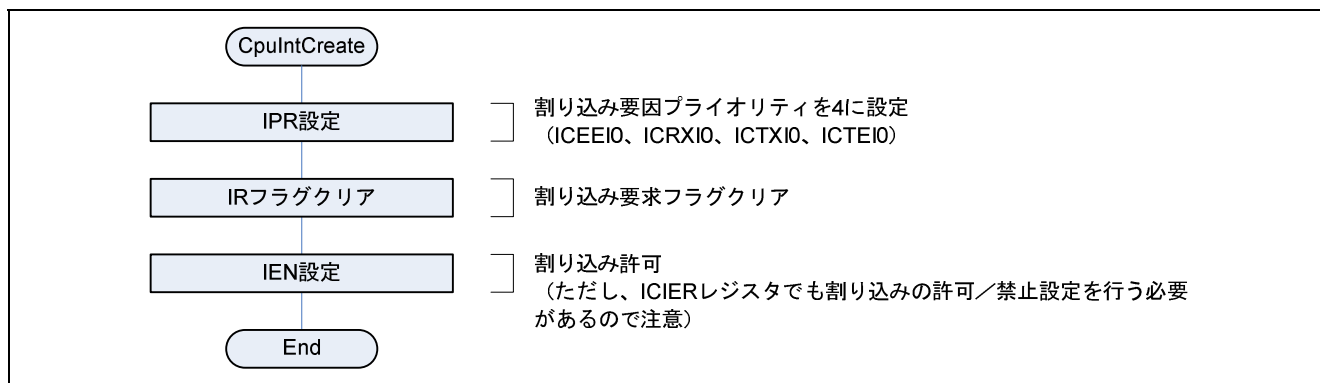 CpuIntCreate
IPR設定
割り込み要因プライオリティを4に設定
（ICEEI0、ICRXI0、ICTXI0、ICTEI0）
IRフラグクリア
割り込み要求フラグクリア
IEN設定
割り込み許可
（ただし、ICIERレジスタでも割り込みの許可／禁止設定を行う必要
があるので注意）
End